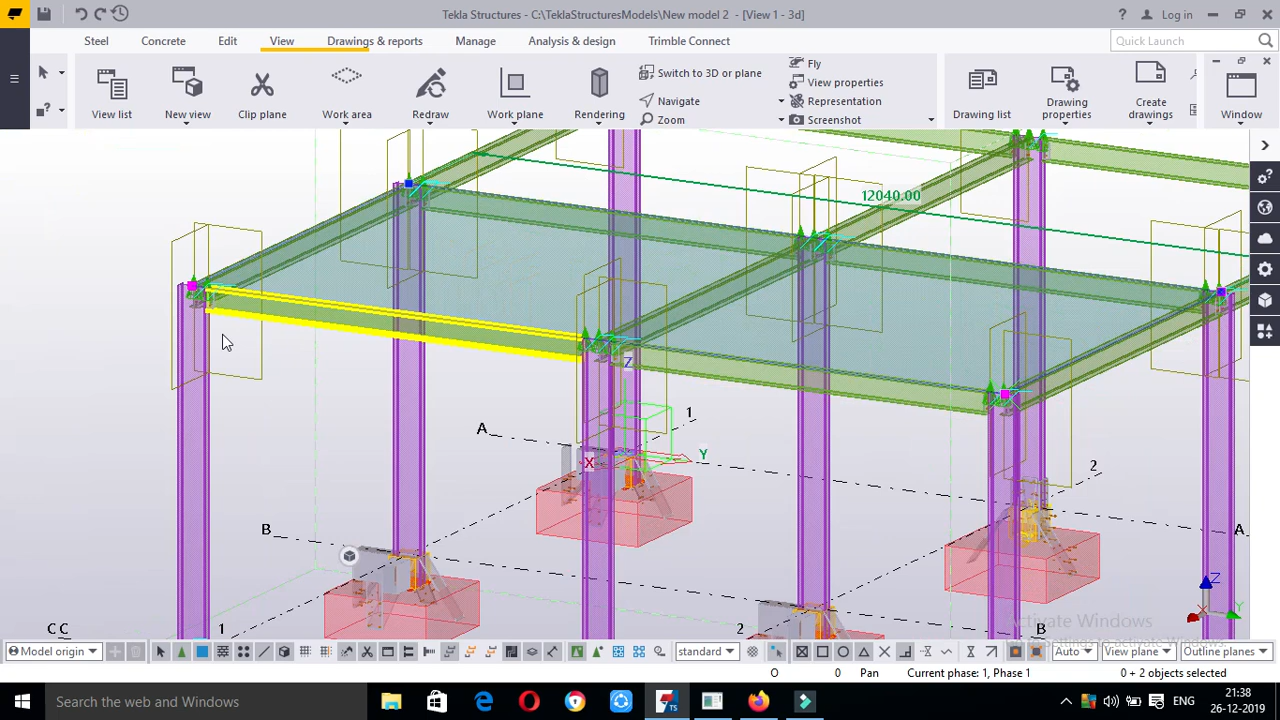 Tekla Structures - C:\TeklaStructuresModels\New model 2 - [View 1 - 3d]
Log in
Steel
Concrete
Edit
View
Drawings & reports
Manage
Analysis & design
Trimble Connect
Quick Launch
View list
New view
Clip plane
Work area
Redraw
Work plane
Rendering
Switch to 3D or plane
Navigate
Zoom
Fly
View properties
Representation
Screenshot
Drawing list
Drawing properties
Create drawings
Window
12040.00
Z
A
1
X
Y
2
B
A
Z
Y
X
C C
1
2
B
Activate Windows
Model origin
standard
Auto
View plane
Outline planes
O
0
Pan
Current phase: 1, Phase 1
0 + 2 objects selected
Search the web and Windows
TS
ENG
21:38
26-12-2019